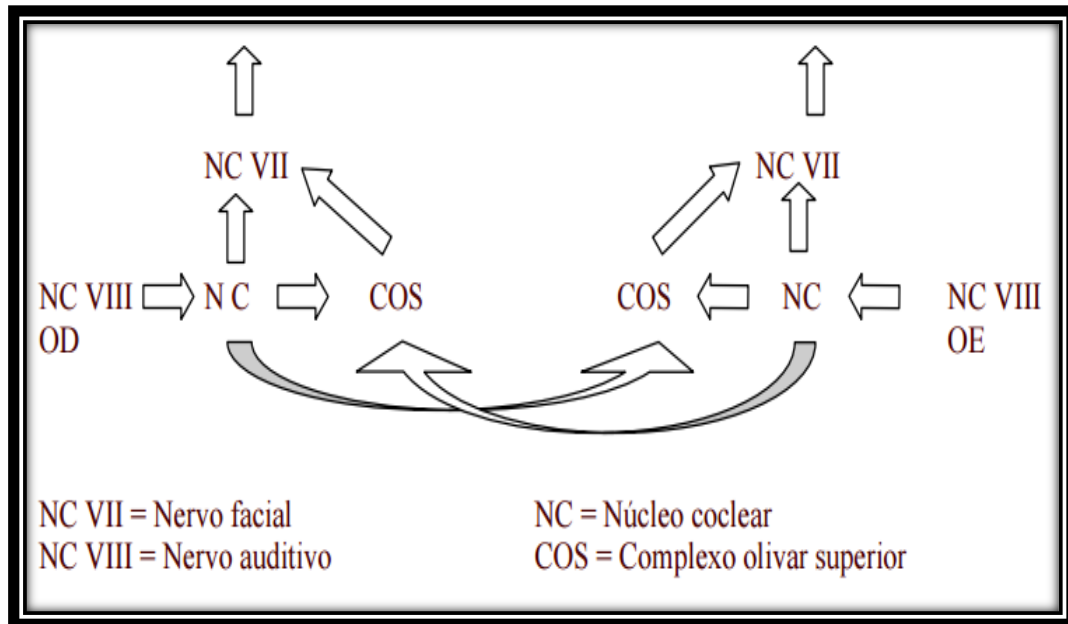 NC VII NC VII
NC VIII N C COS COS NC NC VIII
OD OE
NC VII = Nervo facial NC = Núcleo coclear
NC VIII = Nervo auditivo COS = Complexo olivar superior